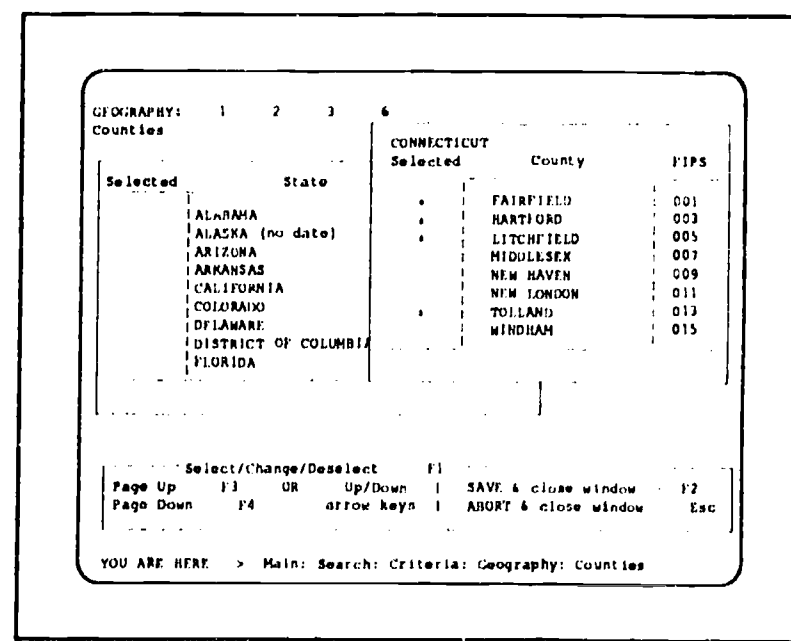 GEOGRAPHY: 1 2 3 6
Counties
Selected State
ALABAMA
ALASKA (no date)
ARIZONA
ARKANSAS
CALIFORNIA
COLORADO
DELAWARE
DISTRICT OF COLUMBIA
FLORIDA
CONNECTICUT
Selected County FIPS
* FAIRFIELD 001
* HARTFORD 003
* LITCHFIELD 005
MIDDLESEX 007
NEW HAVEN 009
NEW LONDON 011
* TOLLAND 013
WINDHAM 015
Select/Change/Deselect F1
Page Up F3 OR Up/Down | SAVE & close window F2
Page Down F4 arrow keys | ABORT & close window Esc
YOU ARE HERE > Main: Search: Criteria: Geography: Counties